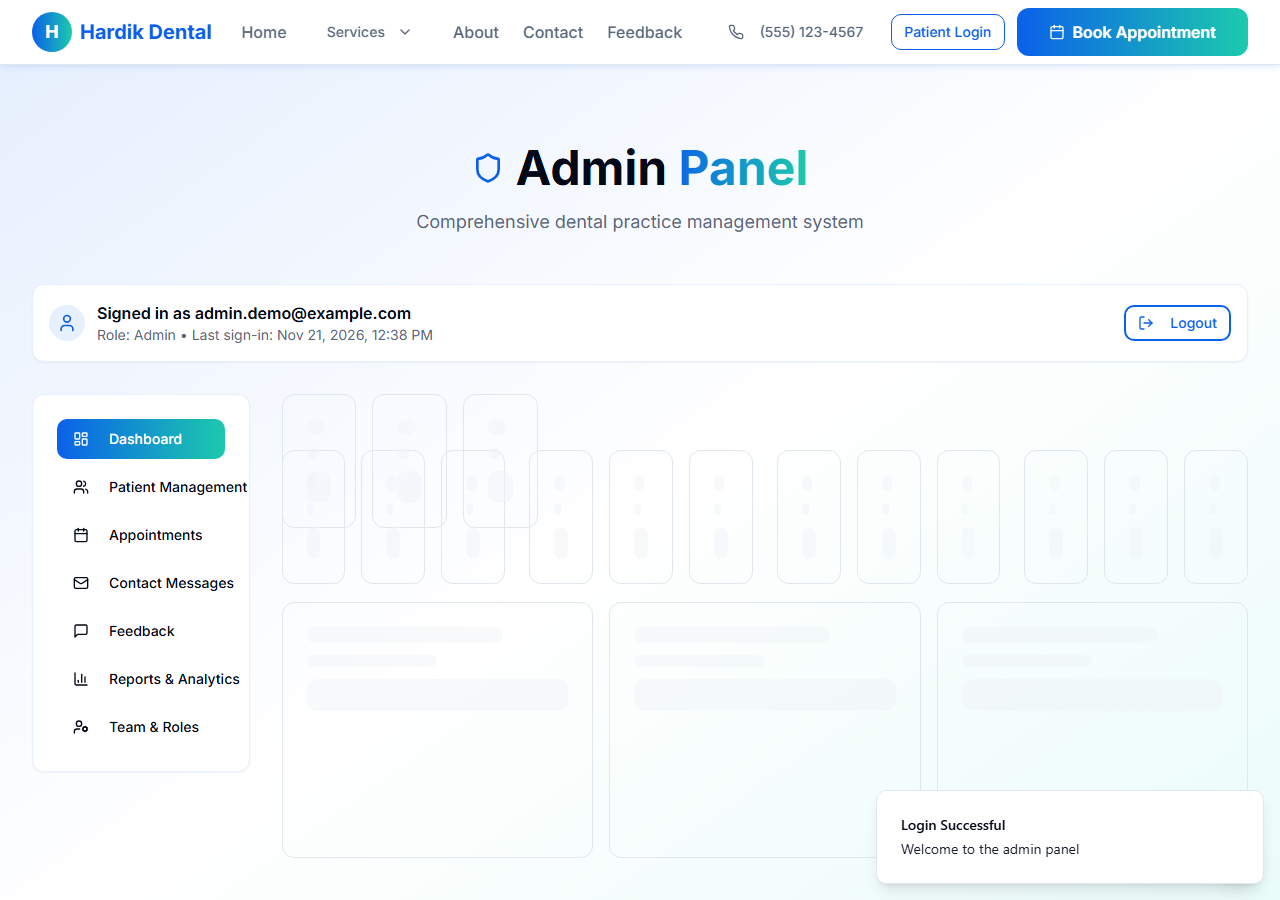 H Hardik Dental Home Services About Contact Feedback (555) 123-4567 Patient Login Book Appointment
Admin Panel
Comprehensive dental practice management system
Signed in as admin.demo@example.com
Role: Admin • Last sign-in: Nov 21, 2026, 12:38 PM
Logout
Dashboard
Patient Management
Appointments
Contact Messages
Feedback
Reports & Analytics
Team & Roles
Login Successful
Welcome to the admin panel